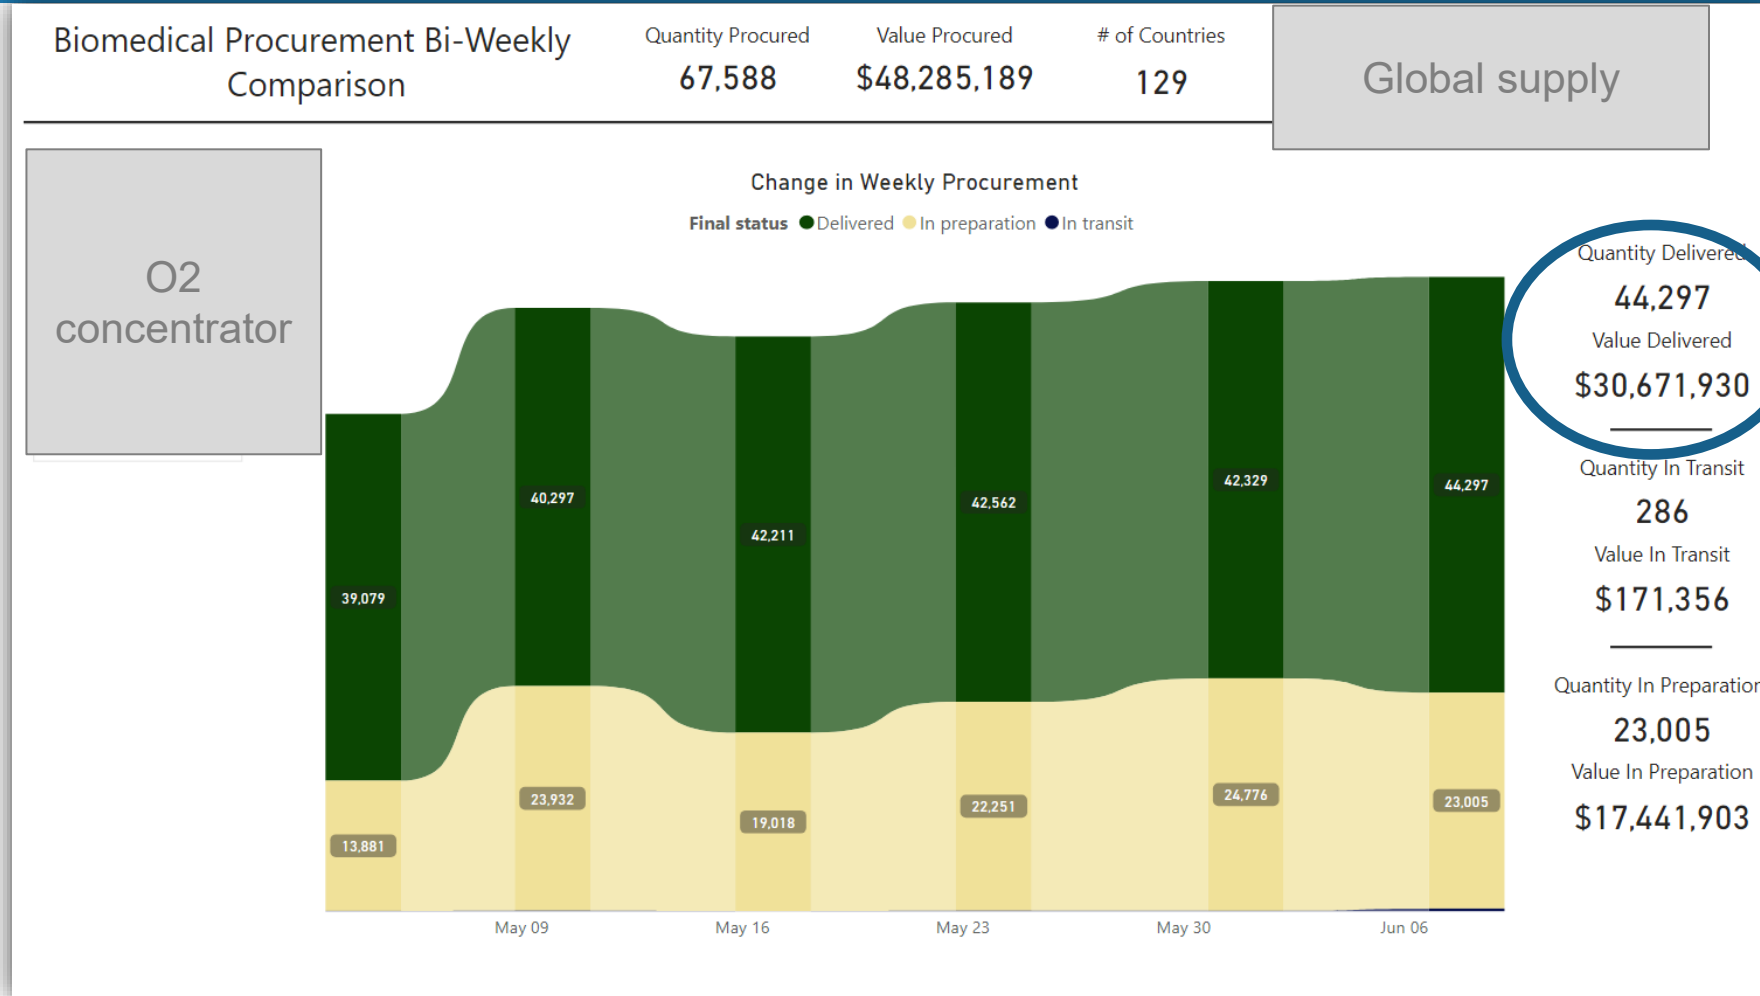 Biomedical Procurement Bi-Weekly
Comparison
Quantity Procured
67,588
Value Procured
$48,285,189
# of Countries
129
Global supply
O2
concentrator
Change in Weekly Procurement
Final status Delivered In preparation In transit
39,079
40,297
42,211
42,562
42,329
44,297
13,881
23,932
19,018
22,251
24,776
23,005
May 09
May 16
May 23
May 30
Jun 06
Quantity Delivered
44,297
Value Delivered
$30,671,930
Quantity In Transit
286
Value In Transit
$171,356
Quantity In Preparation
23,005
Value In Preparation
$17,441,903